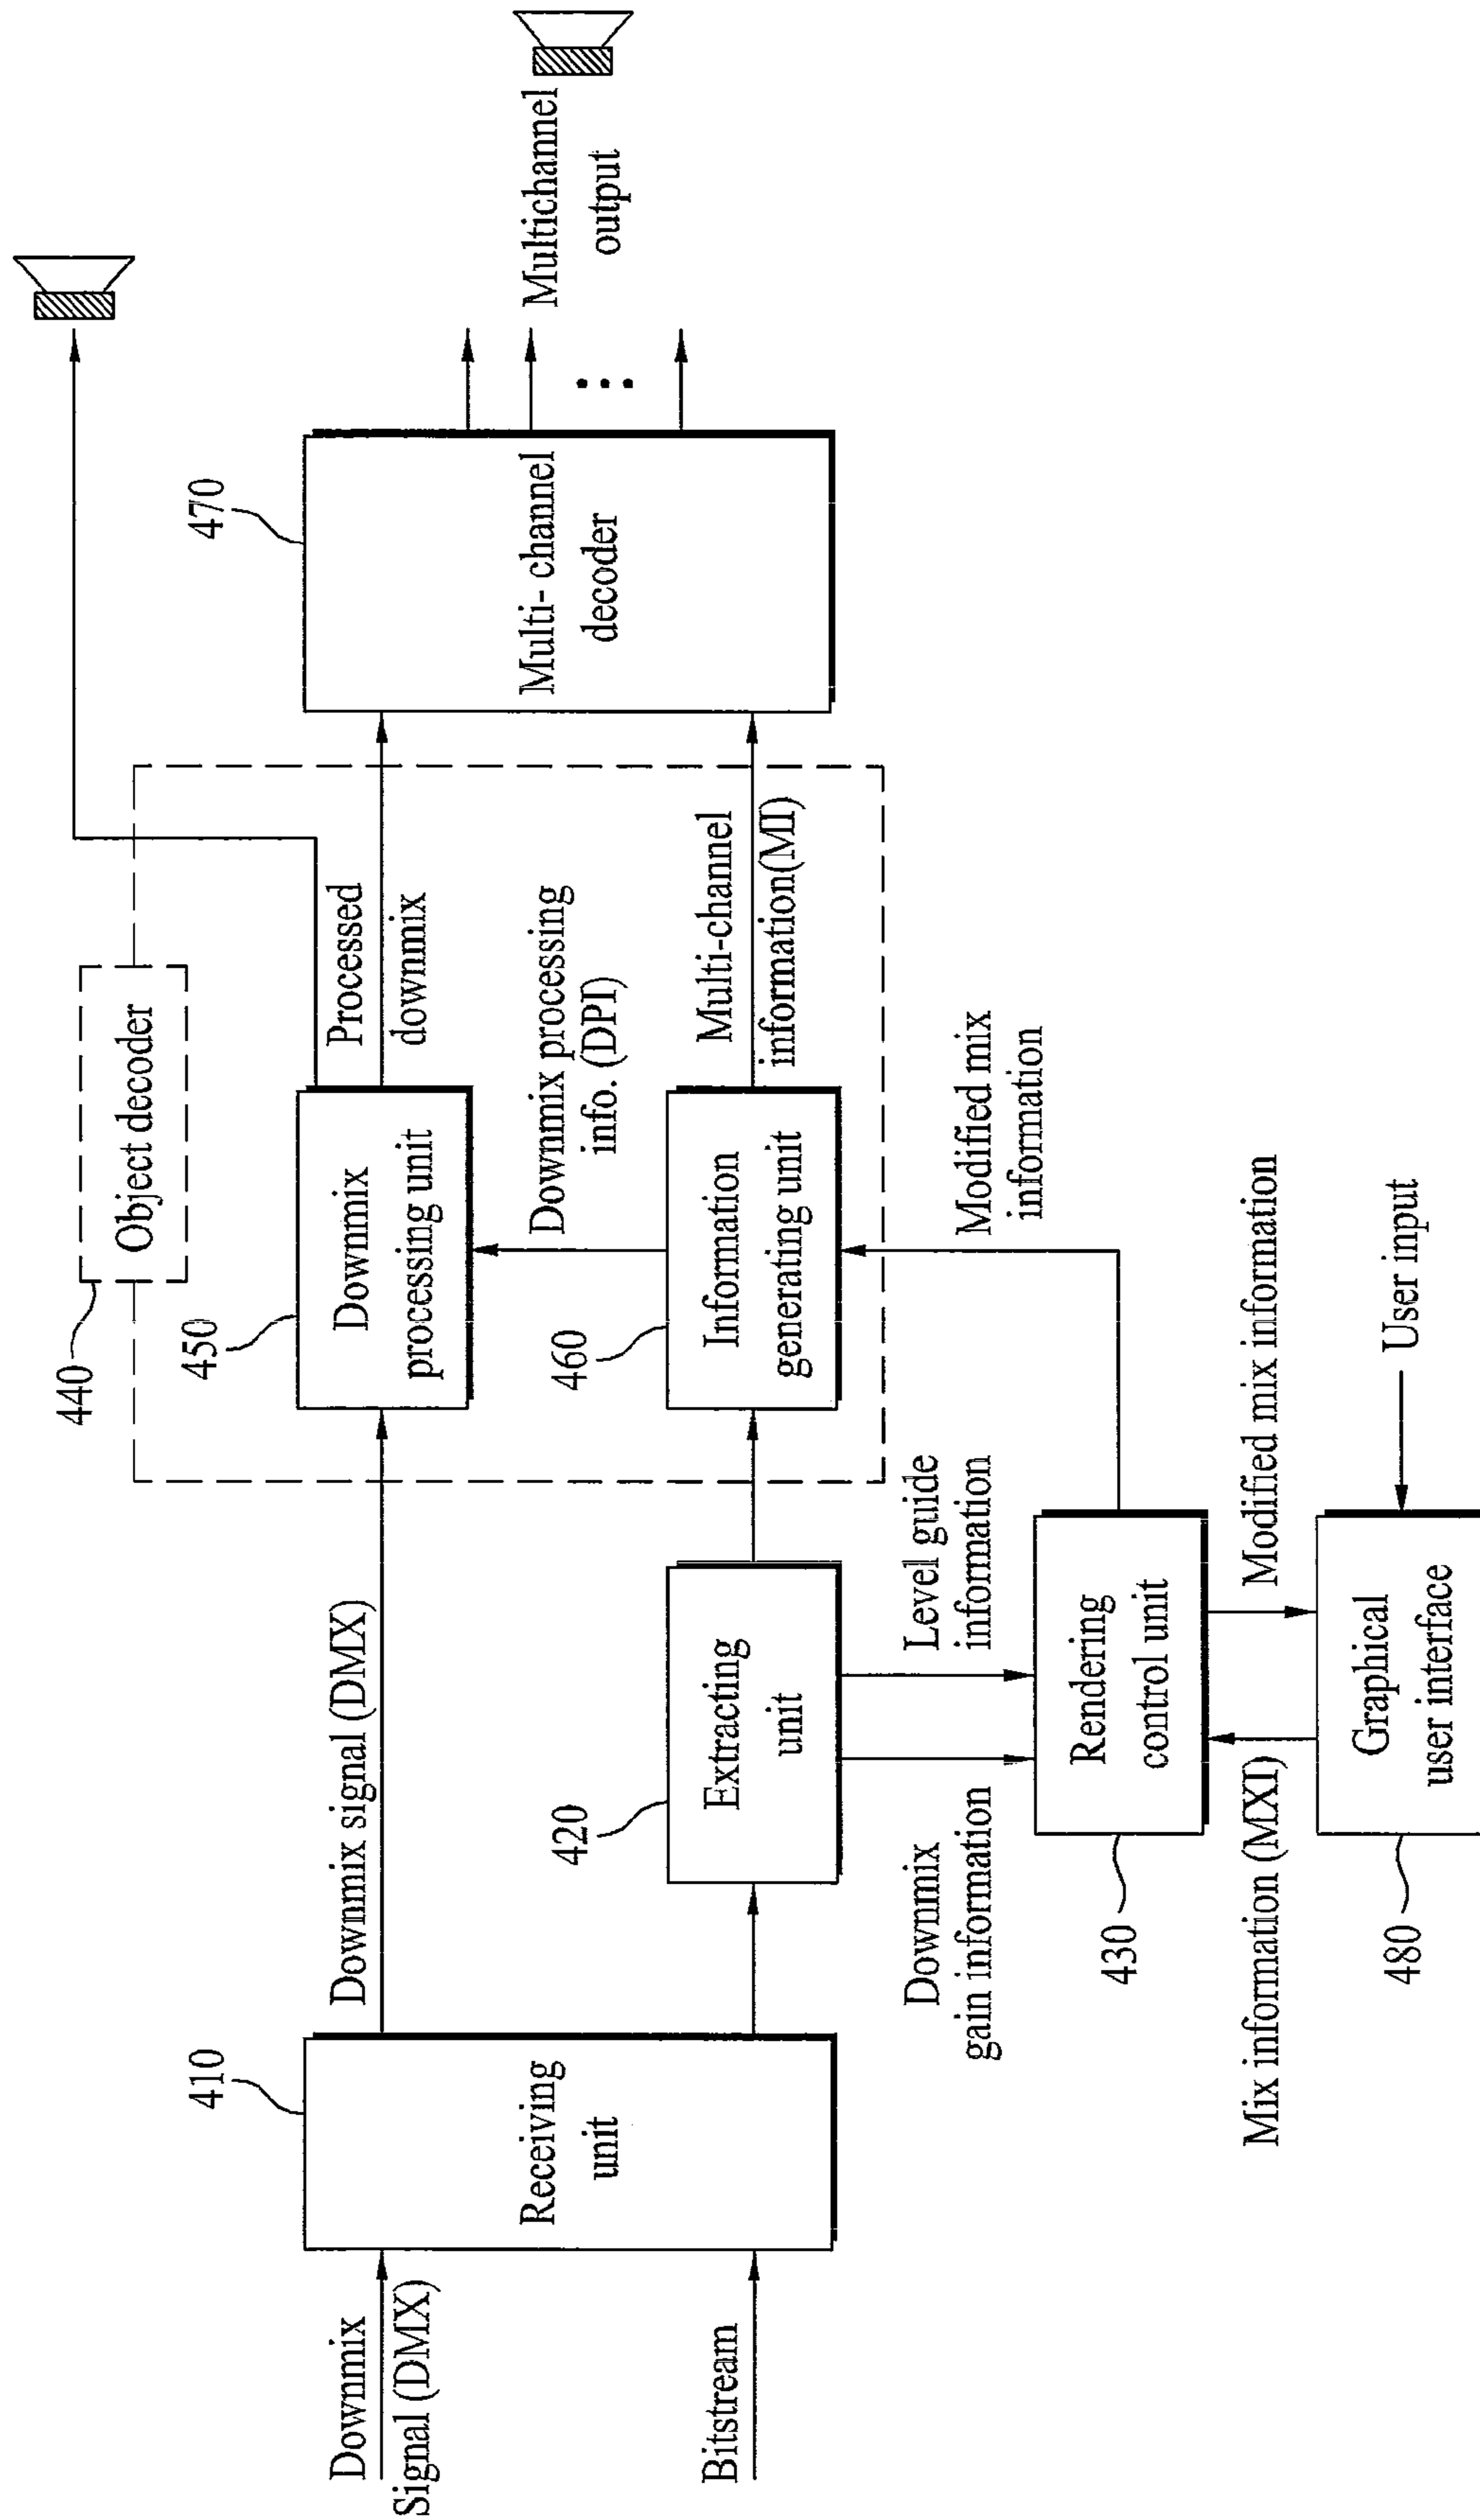 Downmix
Signal (DMX)
Bitstream
410
Receiving
unit
Downmix signal (DMX)
420
Extracting
unit
Downmix
gain information
Level guide
information
430
Rendering
control unit
Mix information (MXI)
Modified mix information
480
Graphical
user interface
User input
Modified mix
information
440
Object decoder
450
Downmix
processing unit
460
Information
generating unit
Downmix processing
info. (DPI)
Processed
downmix
Multi-channel
information(MI)
470
Multi- channel
decoder
Multichannel
output